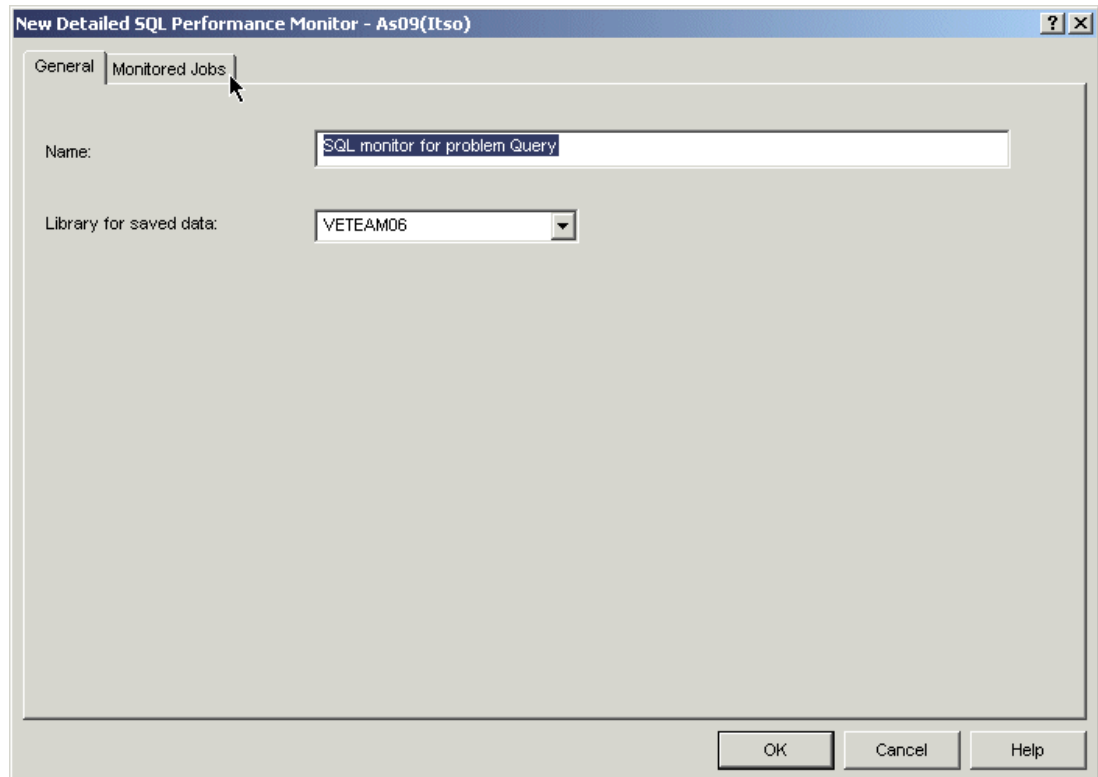 New Detailed SQL Performance Monitor - As09(Itso)
General
Monitored Jobs
Name:
SQL monitor for problem Query
Library for saved data:
VETEAM06
OK
Cancel
Help